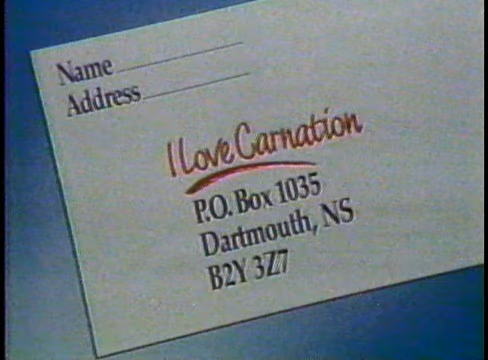 Name
Address
I Love Carnation
P.O. Box 1035
Dartmouth, NS
B2Y 3Z7